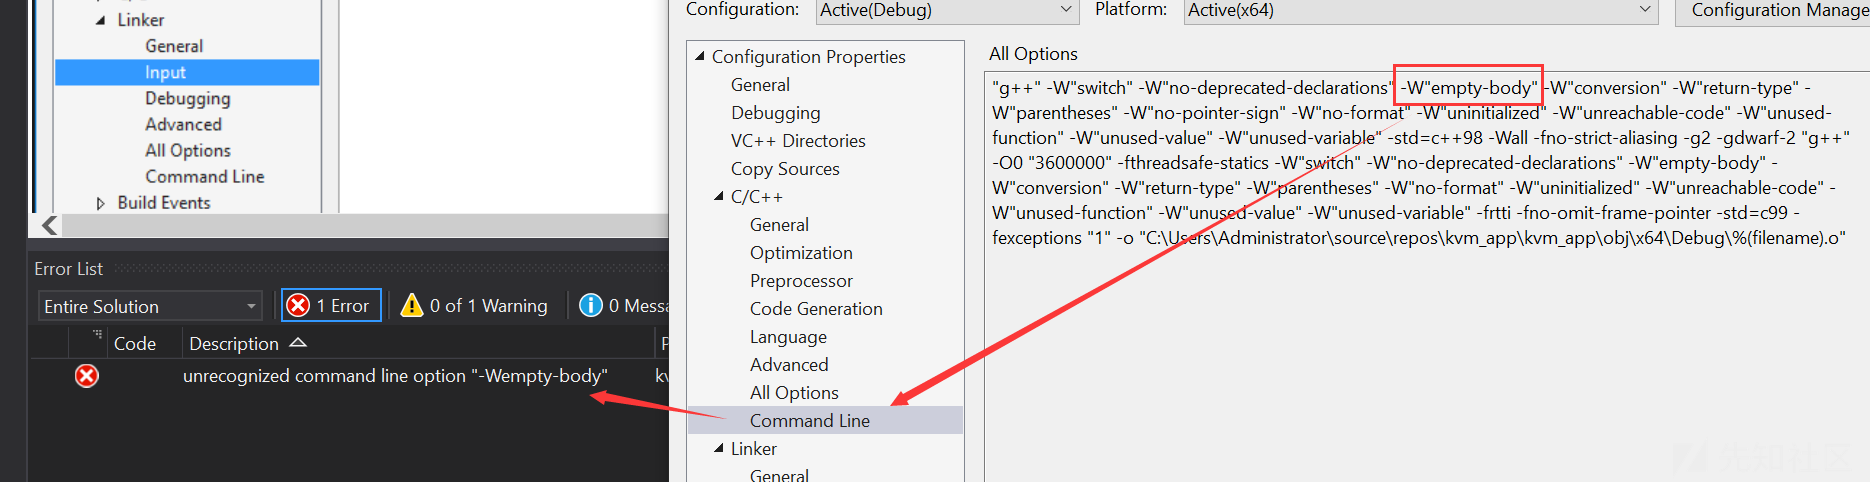 Linker
General
Input
Debugging
Advanced
All Options
Command Line
Build Events
Error List
Entire Solution
1 Error
0 of 1 Warning
0 Messa
Code
Description
P
unrecognized command line option "-Wempty-body"
kv
Configuration:
Active(Debug)
Platform:
Active(x64)
Configuration Manage
Configuration Properties
General
Debugging
VC++ Directories
Copy Sources
C/C++
General
Optimization
Preprocessor
Code Generation
Language
Advanced
All Options
Command Line
Linker
General
All Options
"g++" -W"switch" -W"no-deprecated-declarations" -W"empty-body" -W"conversion" -W"return-type" -
W"parentheses" -W"no-pointer-sign" -W"no-format" -W"uninitialized" -W"unreachable-code" -W"unused-
function" -W"unused-value" -W"unused-variable" -std=c++98 -Wall -fno-strict-aliasing -g2 -gdwarf-2 "g++"
-O0 "3600000" -fthreadsafe-statics -W"switch" -W"no-deprecated-declarations" -W"empty-body" -
W"conversion" -W"return-type" -W"parentheses" -W"no-format" -W"uninitialized" -W"unreachable-code" -
W"unused-function" -W"unused-value" -W"unused-variable" -frtti -fno-omit-frame-pointer -std=c99 -
fexceptions "1" -o "C:\Users\Administrator\source\repos\kvm_app\kvm_app\obj\x64\Debug\%(filename).o"
先知社区